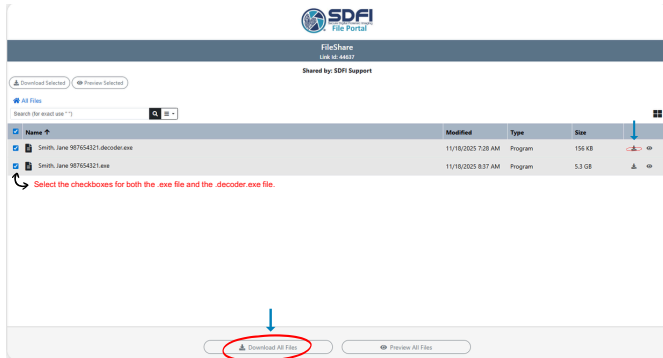 SDFI
File Portal
FileShare
Link Id: 44637
Shared by: SDFI Support
Download Selected
Preview Selected
All Files
Search (for exact use " ")
Name ↑ Modified Type Size
Smith. Jane 987654321.decoder.exe 11/18/2025 7:28 AM Program 156 KB
Smith. Jane 987654321.exe 11/18/2025 8:37 AM Program 5.3 GB
Select the checkboxes for both the .exe file and the .decoder.exe file.
Download All Files
Preview All Files